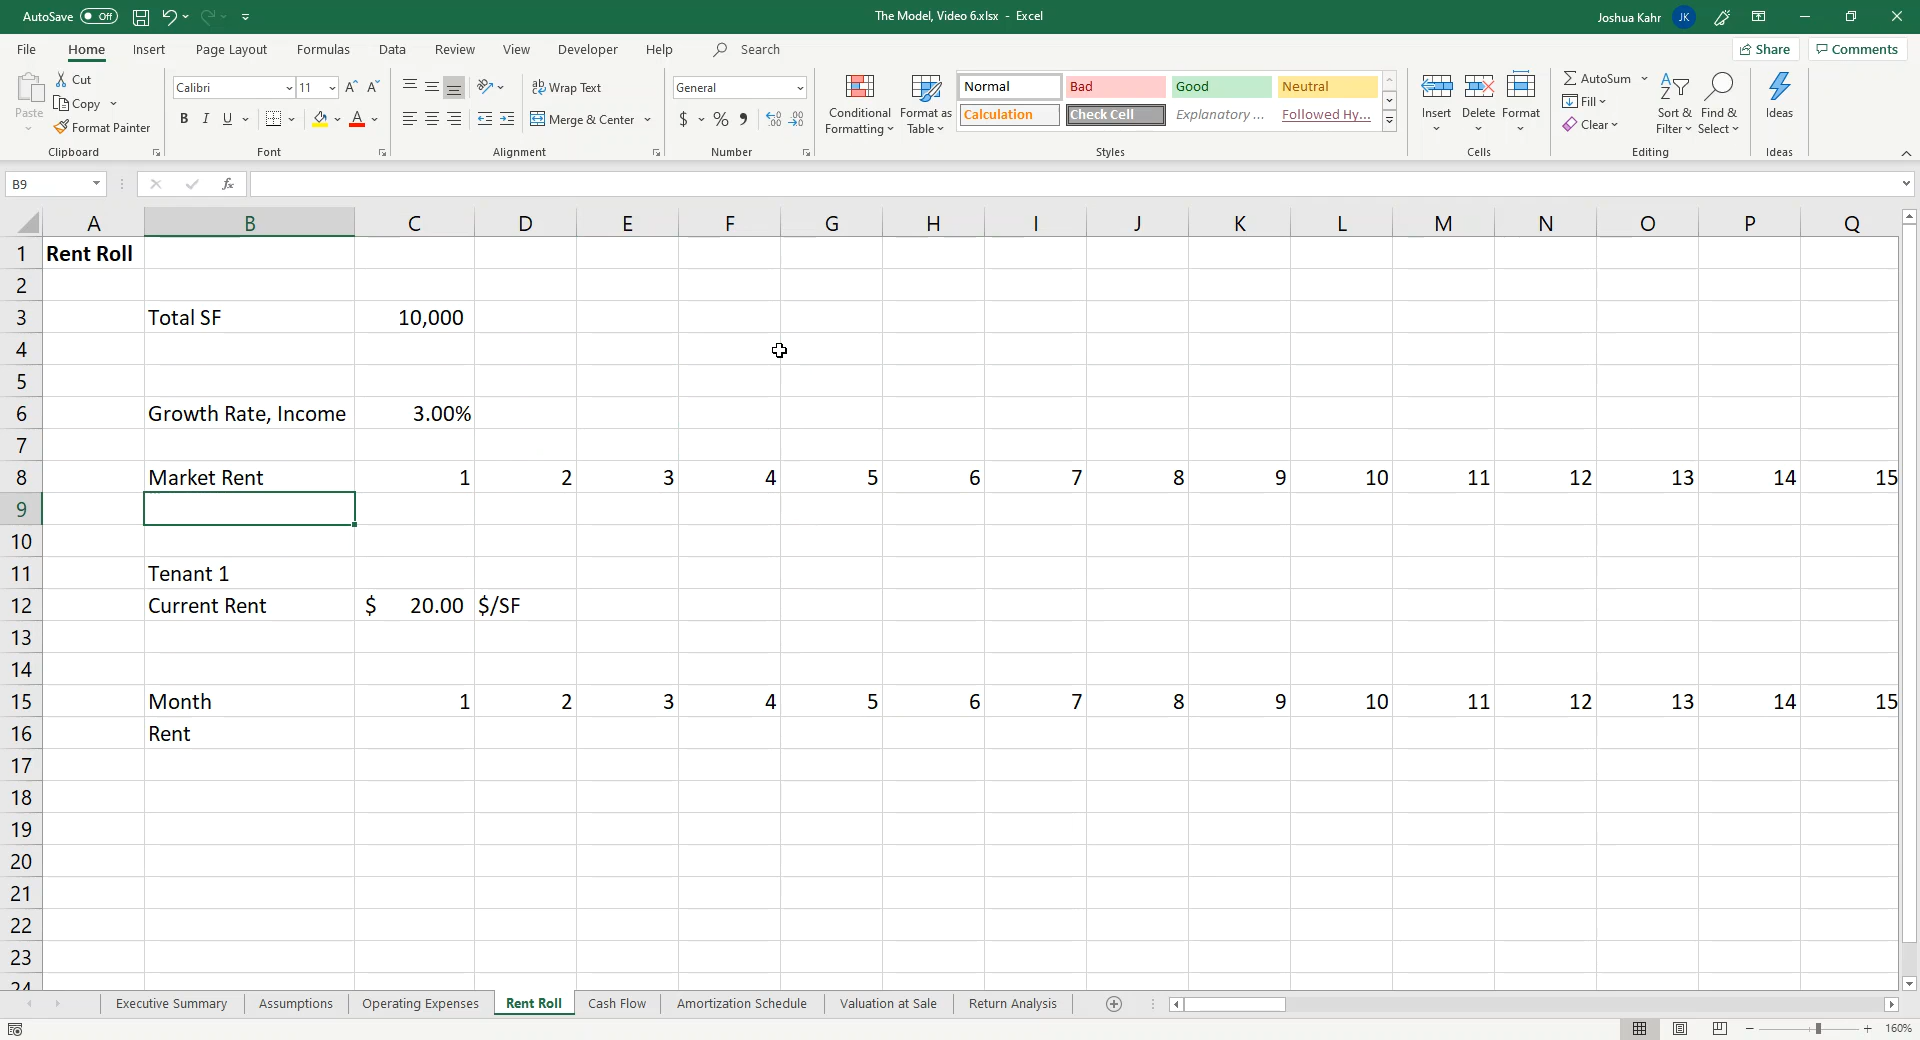 AutoSave Off The Model, Video 6.xlsx - Excel Joshua Kahr JK
File Home Insert Page Layout Formulas Data Review View Developer Help Search Share Comments
Paste Cut Copy Format Painter Clipboard
Calibri 11 A A B I U A Font
ab Wrap Text Merge & Center Alignment
General $ % , Number
Conditional Formatting Format as Table Normal Bad Good Neutral Calculation Check Cell Explanatory ... Followed Hy... Styles
Insert Delete Format Cells
AutoSum Fill Clear Sort & Filter Find & Select Editing
Ideas Ideas
B9 fx
A B C D E F G H I J K L M N O P Q
1 Rent Roll
2
3 Total SF 10,000
4
5
6 Growth Rate, Income 3.00%
7
8 Market Rent 1 2 3 4 5 6 7 8 9 10 11 12 13 14 15
9
10
11 Tenant 1
12 Current Rent $ 20.00 $/SF
13
14
15 Month 1 2 3 4 5 6 7 8 9 10 11 12 13 14 15
16 Rent
17
18
19
20
21
22
23
24
Executive Summary Assumptions Operating Expenses Rent Roll Cash Flow Amortization Schedule Valuation at Sale Return Analysis
160%